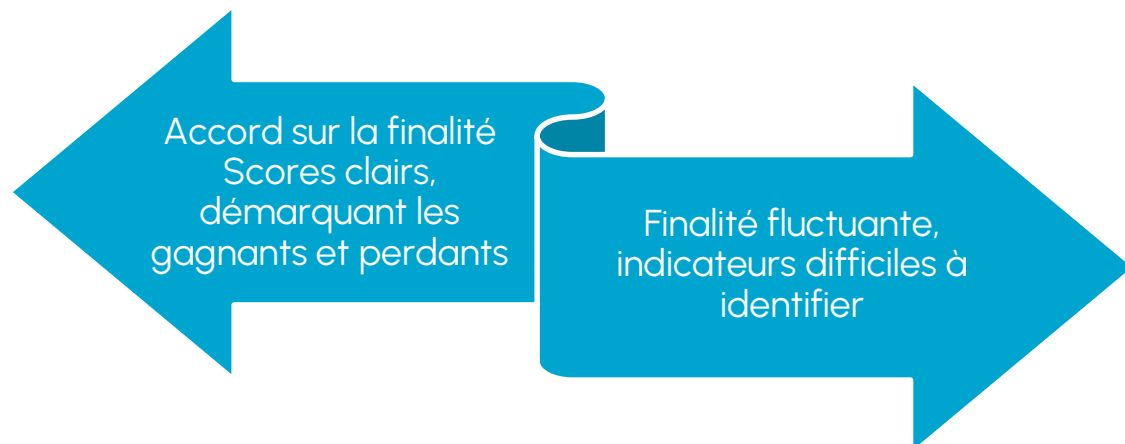 Accord sur la finalité
Scores clairs,
démarquant les
gagnants et perdants
Finalité fluctuante,
indicateurs difficiles à
identifier